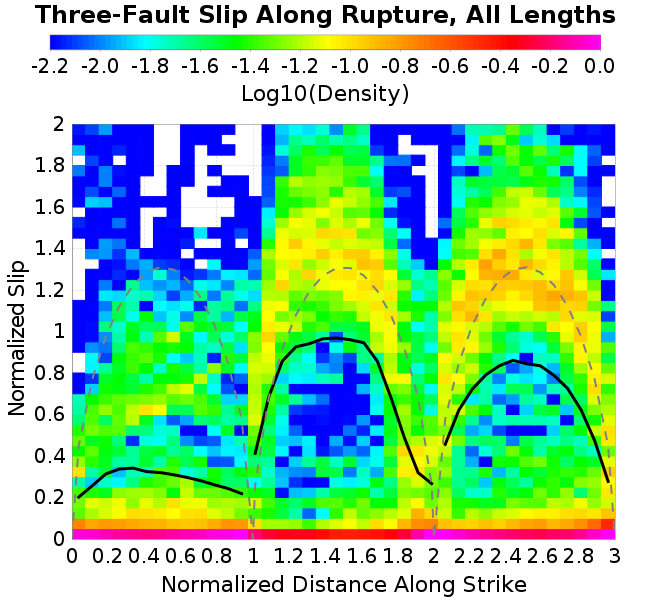 Three-Fault Slip Along Rupture, All Lengths
-2.2 -2.0 -1.8 -1.6 -1.4 -1.2 -1.0 -0.8 -0.6 -0.4 -0.2 0.0
Log10(Density)
2
1.8
1.6
1.4
1.2
1
0.8
0.6
0.4
0.2
0
Normalized Slip
0 0.2 0.4 0.6 0.8 1 1.2 1.4 1.6 1.8 2 2.2 2.4 2.6 2.8 3
Normalized Distance Along Strike